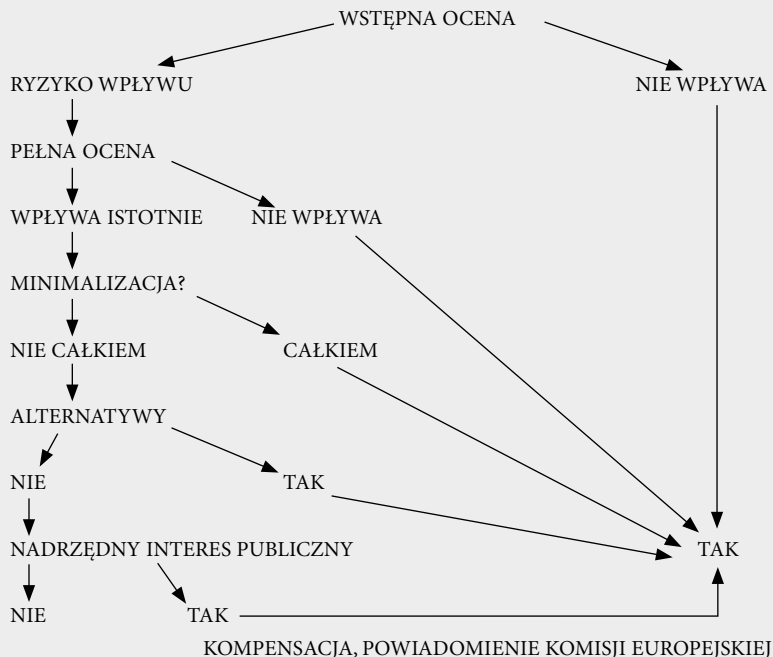 WSTĘPNA OCENA
RYZYKO WPŁYWU
NIE WPŁYWA
PEŁNA OCENA
WPŁYWA ISTOTNIE
NIE WPŁYWA
MINIMALIZACJA?
NIE CAŁKIEM
CAŁKIEM
ALTERNATYWY
NIE
TAK
NADRZĘDNY INTERES PUBLICZNY
TAK
NIE
TAK
KOMPENSACJA, POWIADOMIENIE KOMISJI EUROPEJSKIEJ